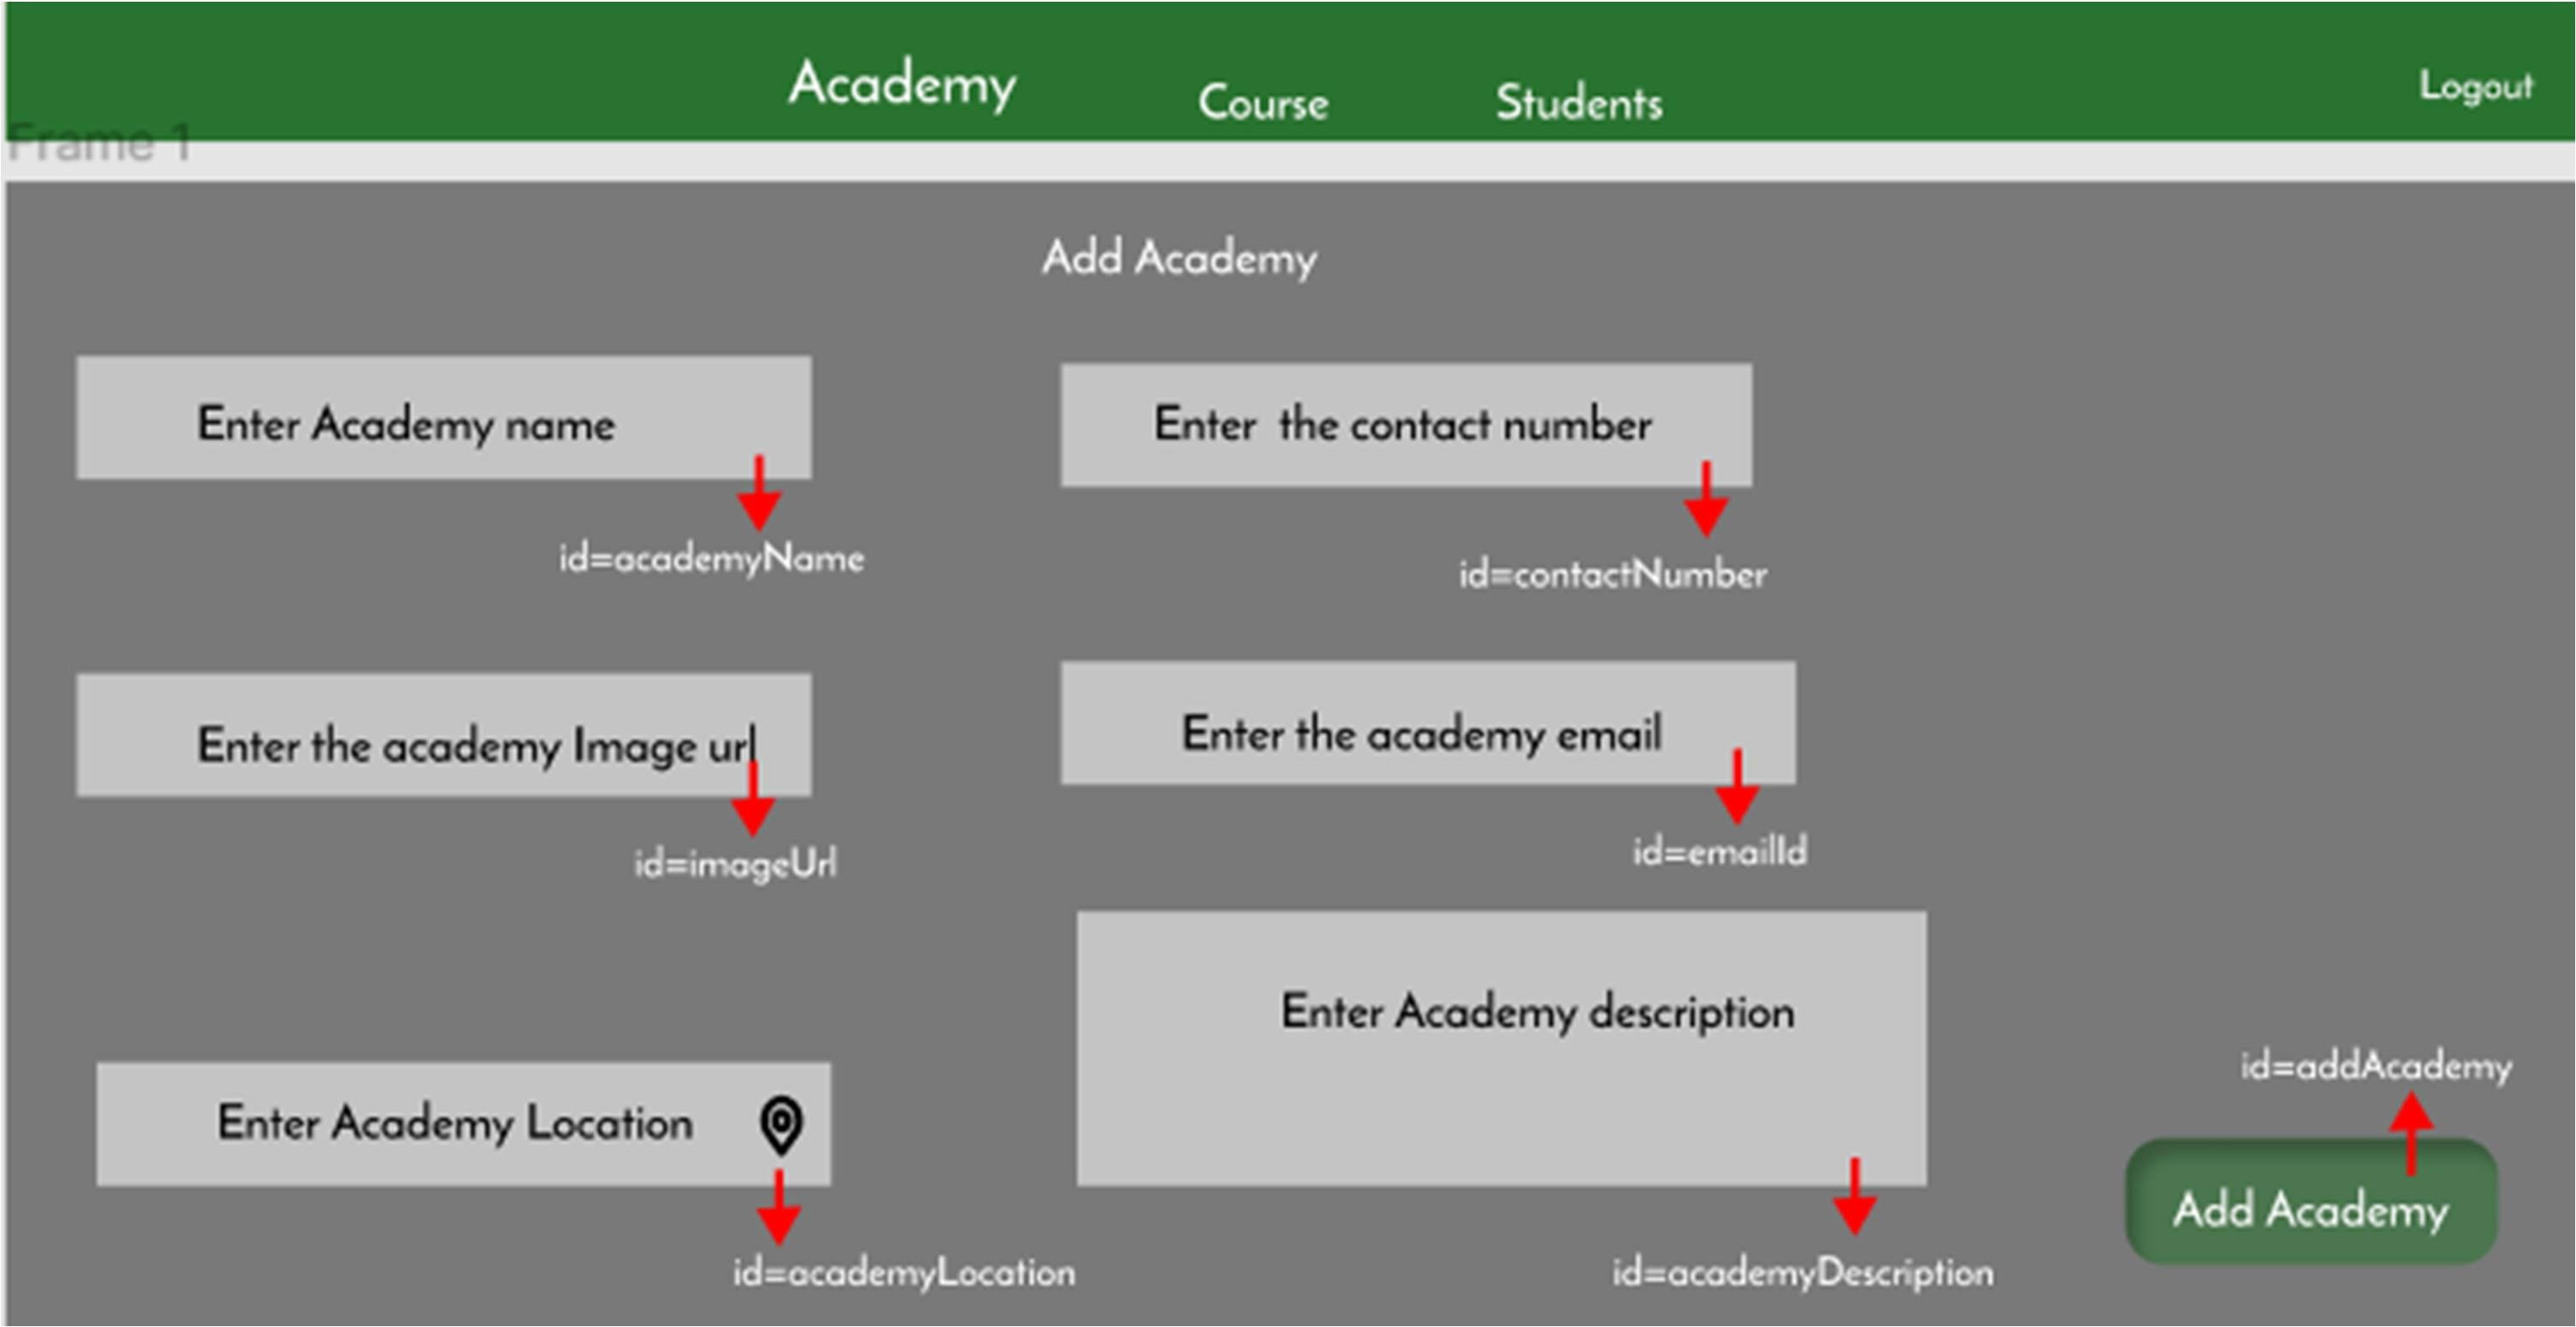 Academy
Course
Students
Logout
Frame 1
Add Academy
Enter Academy name
id=academyName
Enter the contact number
id=contactNumber
Enter the academy Image url
id=imageUrl
Enter the academy email
id=emailId
Enter Academy description
id=academyDescription
Enter Academy Location
id=academyLocation
id=addAcademy
Add Academy